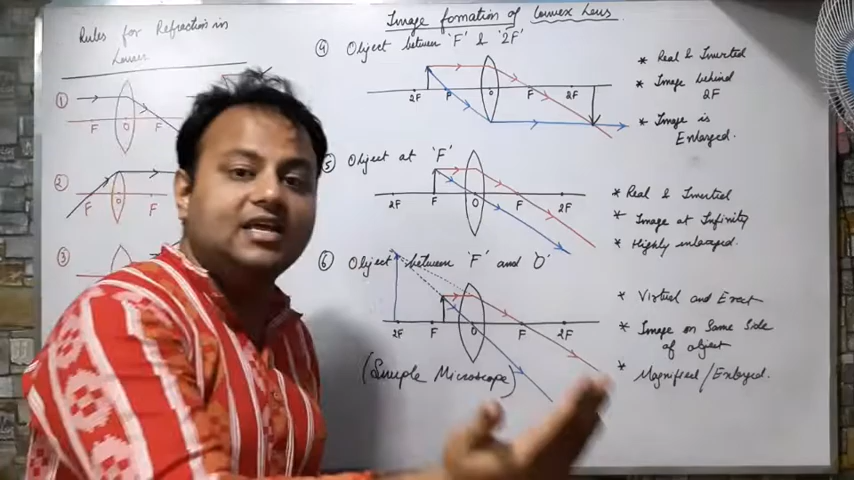 Rules for Refraction in
Lenses
①
F
O
F
②
F
O
F
③
Image fomation of Convex Lens
④ Object between 'F' & '2F'
2F F O F 2F
* Real & Inverted
* Image behind
2F
* Image is
Enlarged.
⑤ Object at 'F'
2F F O F 2F
* Real & Inverted
* Image at Infinity
* Highly enlarged.
⑥ Object between 'F' and O'
2F F O F 2F
(Simple Microscope)
* Virtual and Erect
* Image on Same Side
of object
* Magnified/Enlarged.